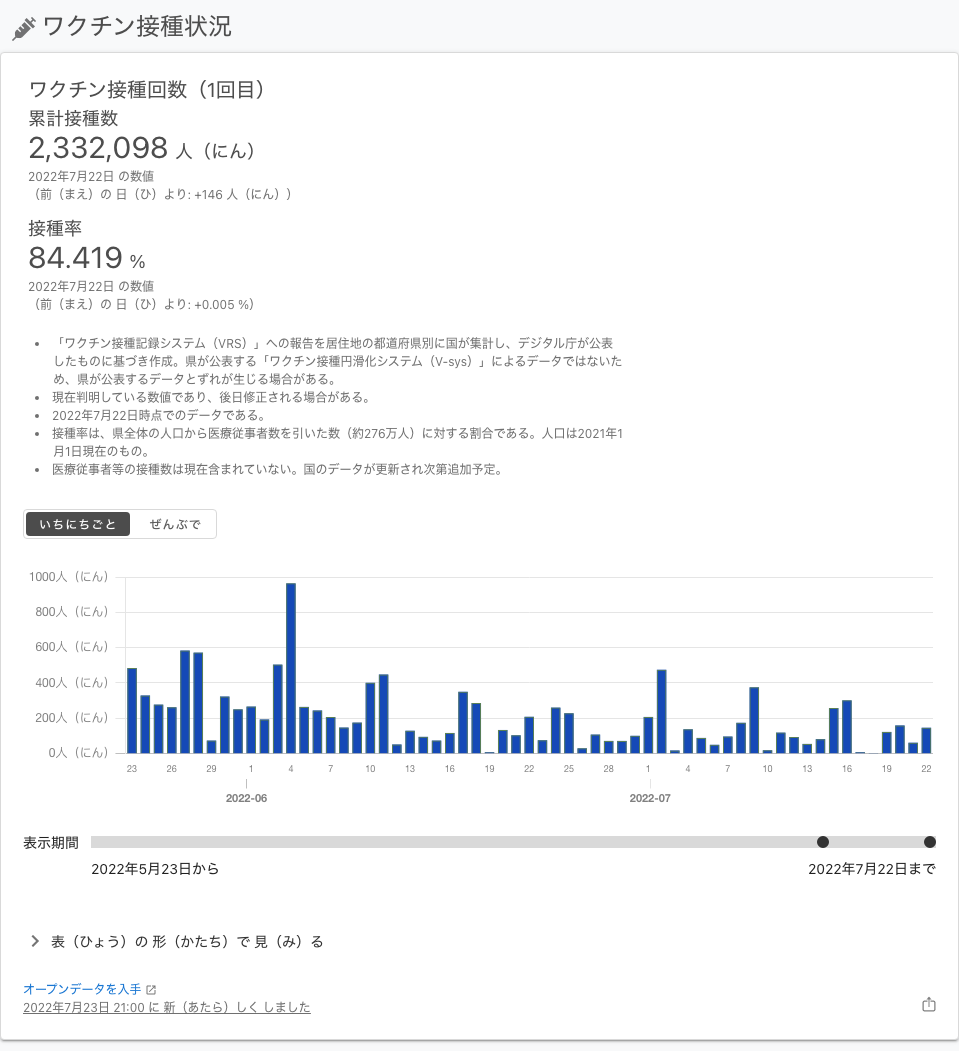 ワクチン接種状況
ワクチン接種回数（1回目）
累計接種数
2,332,098 人（にん）
2022年7月22日 の数値
（前（まえ）の 日（ひ）より: +146 人（にん））
接種率
84.419 %
2022年7月22日 の数値
（前（まえ）の 日（ひ）より: +0.005 %）
• 「ワクチン接種記録システム（VRS）」への報告を居住地の都道府県別に国が集計し、デジタル庁が公表
したものに基づき作成。県が公表する「ワクチン接種円滑化システム（V-sys）」によるデータではないた
め、県が公表するデータとずれが生じる場合がある。
• 現在判明している数値であり、後日修正される場合がある。
• 2022年7月22日時点でのデータである。
• 接種率は、県全体の人口から医療従事者数を引いた数（約276万人）に対する割合である。人口は2021年1
月1日現在のもの。
• 医療従事者等の接種数は現在含まれていない。国のデータが更新され次第追加予定。
いちにちごと ぜんぶで
1000人（にん）
800人（にん）
600人（にん）
400人（にん）
200人（にん）
0人（にん）
23 26 29 1 4 7 10 13 16 19 22 25 28 1 4 7 10 13 16 19 22
2022-06 2022-07
表示期間
2022年5月23日から 2022年7月22日まで
表（ひょう）の 形（かたち）で 見（み）る
オープンデータを入手
2022年7月23日 21:00 に 新（あたら）しく しました